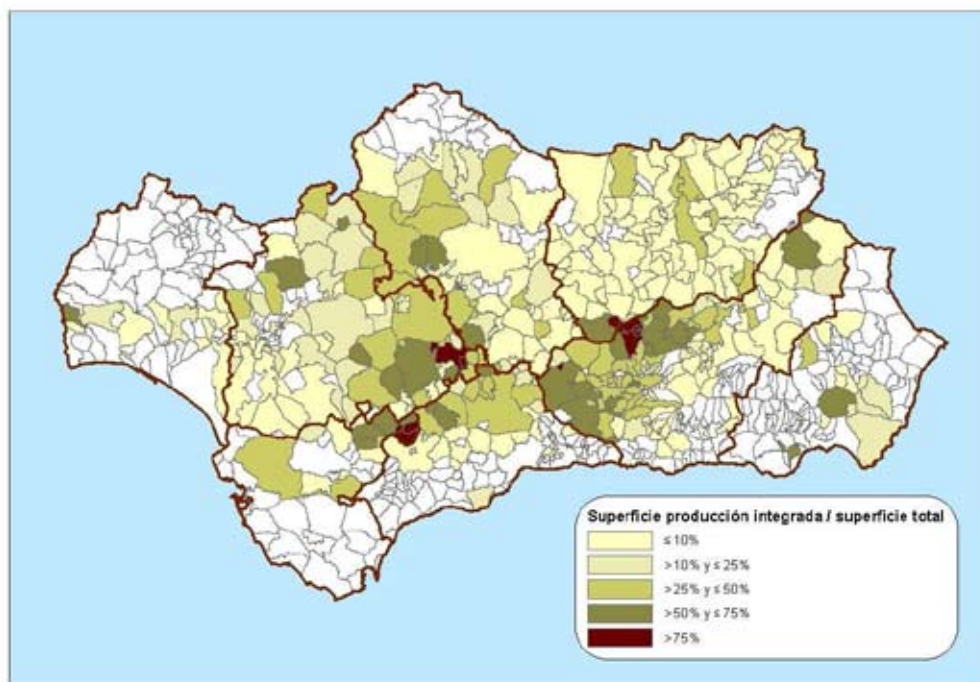 Superficie producción integrada / superficie total
≤ 10%
>10% y ≤ 25%
>25% y ≤ 50%
>50% y ≤ 75%
>75%